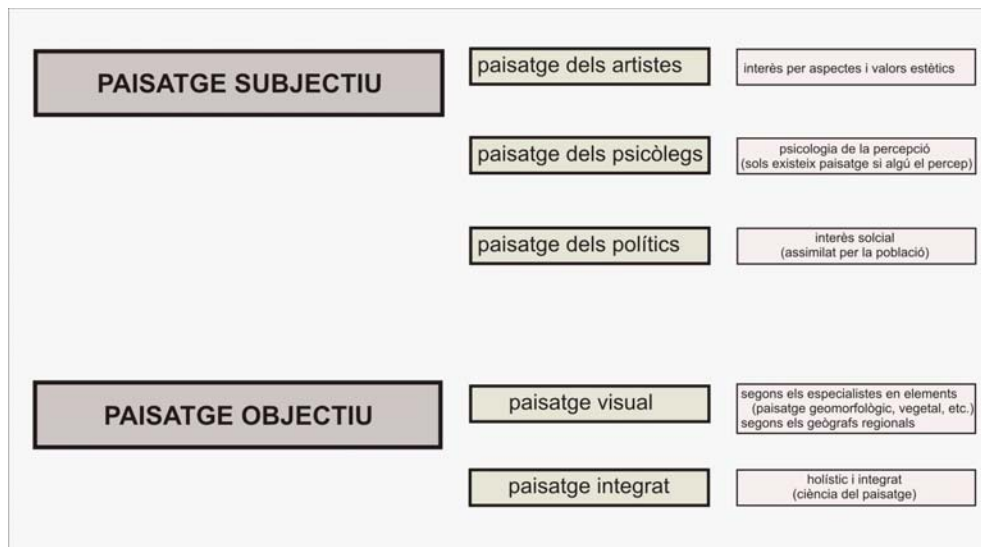 PAISATGE SUBJECTIU
paisatge dels artistes
interès per aspectes i valors estètics
paisatge dels psicòlegs
psicologia de la percepció
(sols existeix paisatge si algú el percep)
paisatge dels polítics
interès solcial
(assimilat per la població)
PAISATGE OBJECTIU
paisatge visual
segons els especialistes en elements
(paisatge geomorfològic, vegetal, etc.)
segons els geògrafs regionals
paisatge integrat
holístic i integrat
(ciència del paisatge)